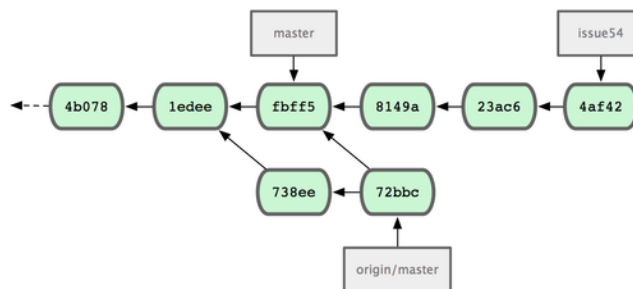 master
issue54
4b078
1edee
fbff5
8149a
23ac6
4af42
738ee
72bbc
origin/master